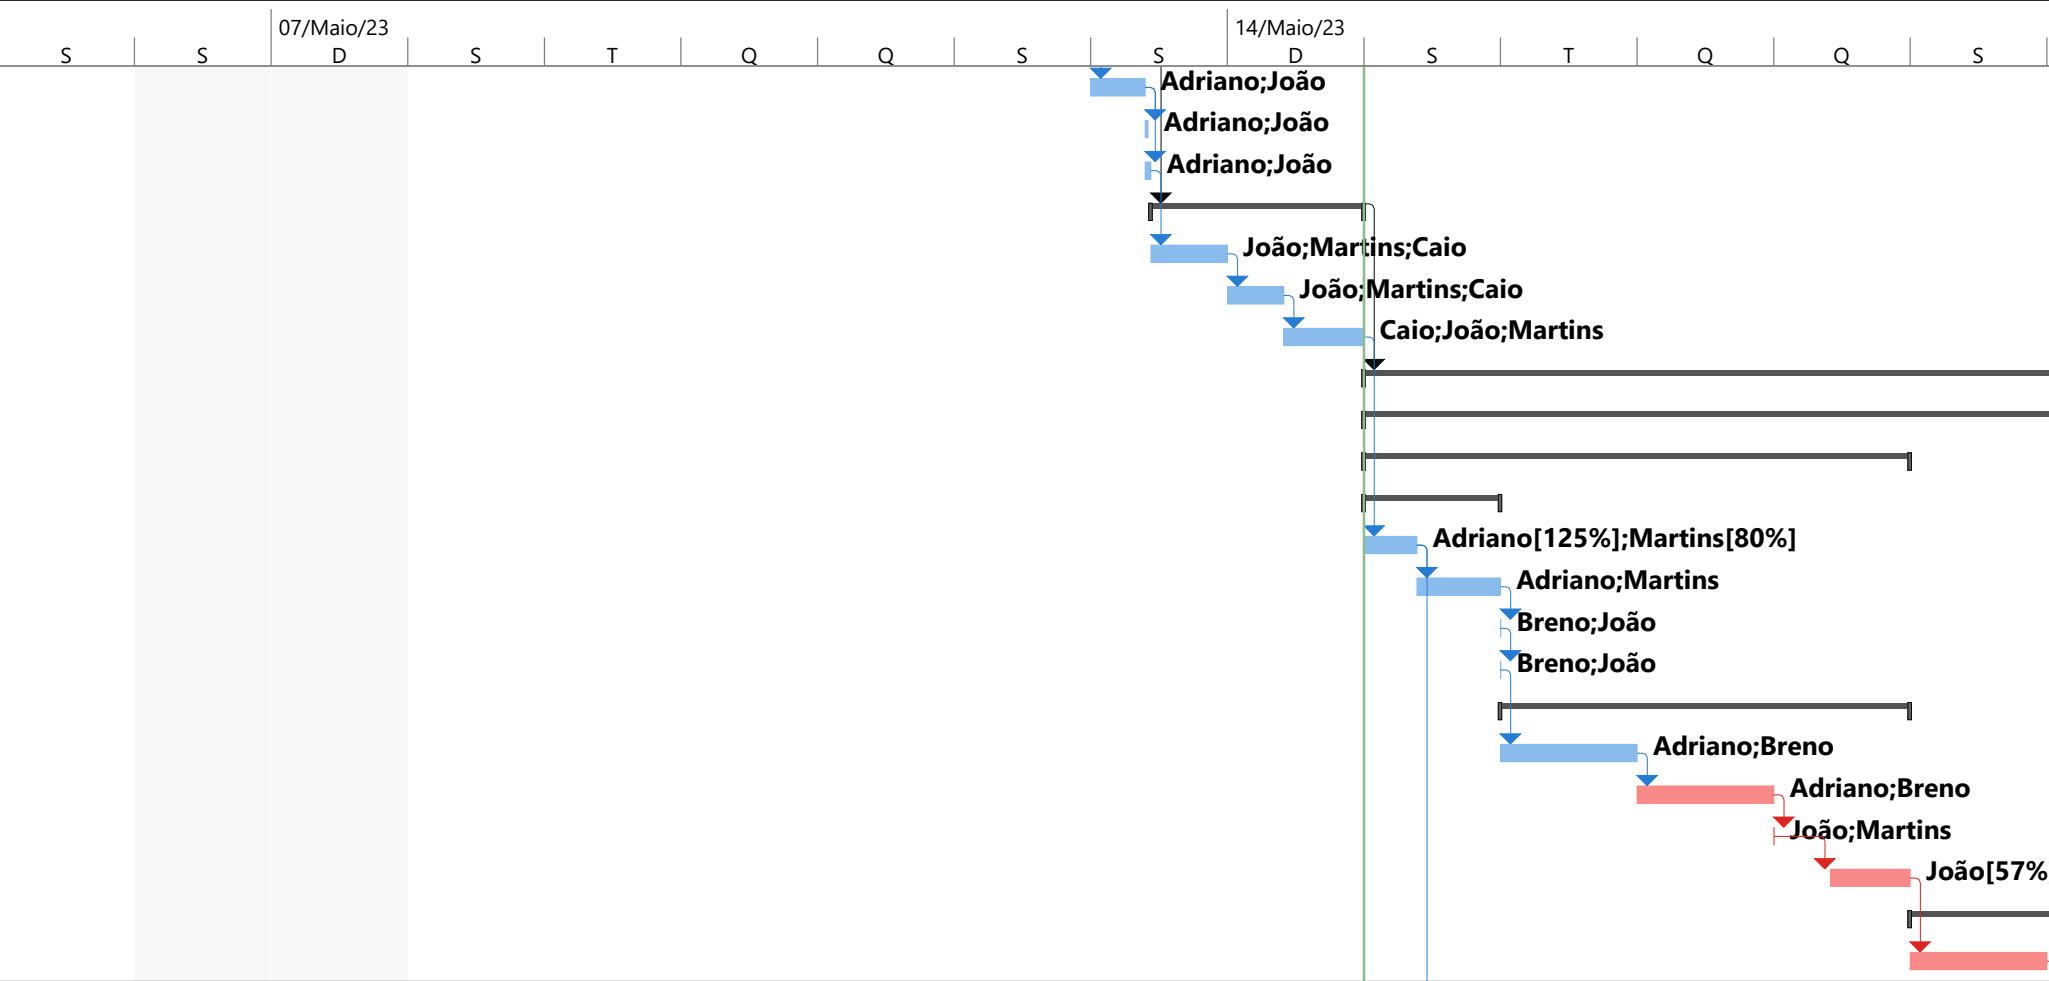 07/Maio/23 14/Maio/23
S S D S T Q Q S S D S T Q Q S
Adriano;João
Adriano;João
Adriano;João
João;Martins;Caio
João;Martins;Caio
Caio;João;Martins
Adriano[125%];Martins[80%]
Adriano;Martins
Breno;João
Breno;João
Adriano;Breno
Adriano;Breno
João;Martins
João[57%